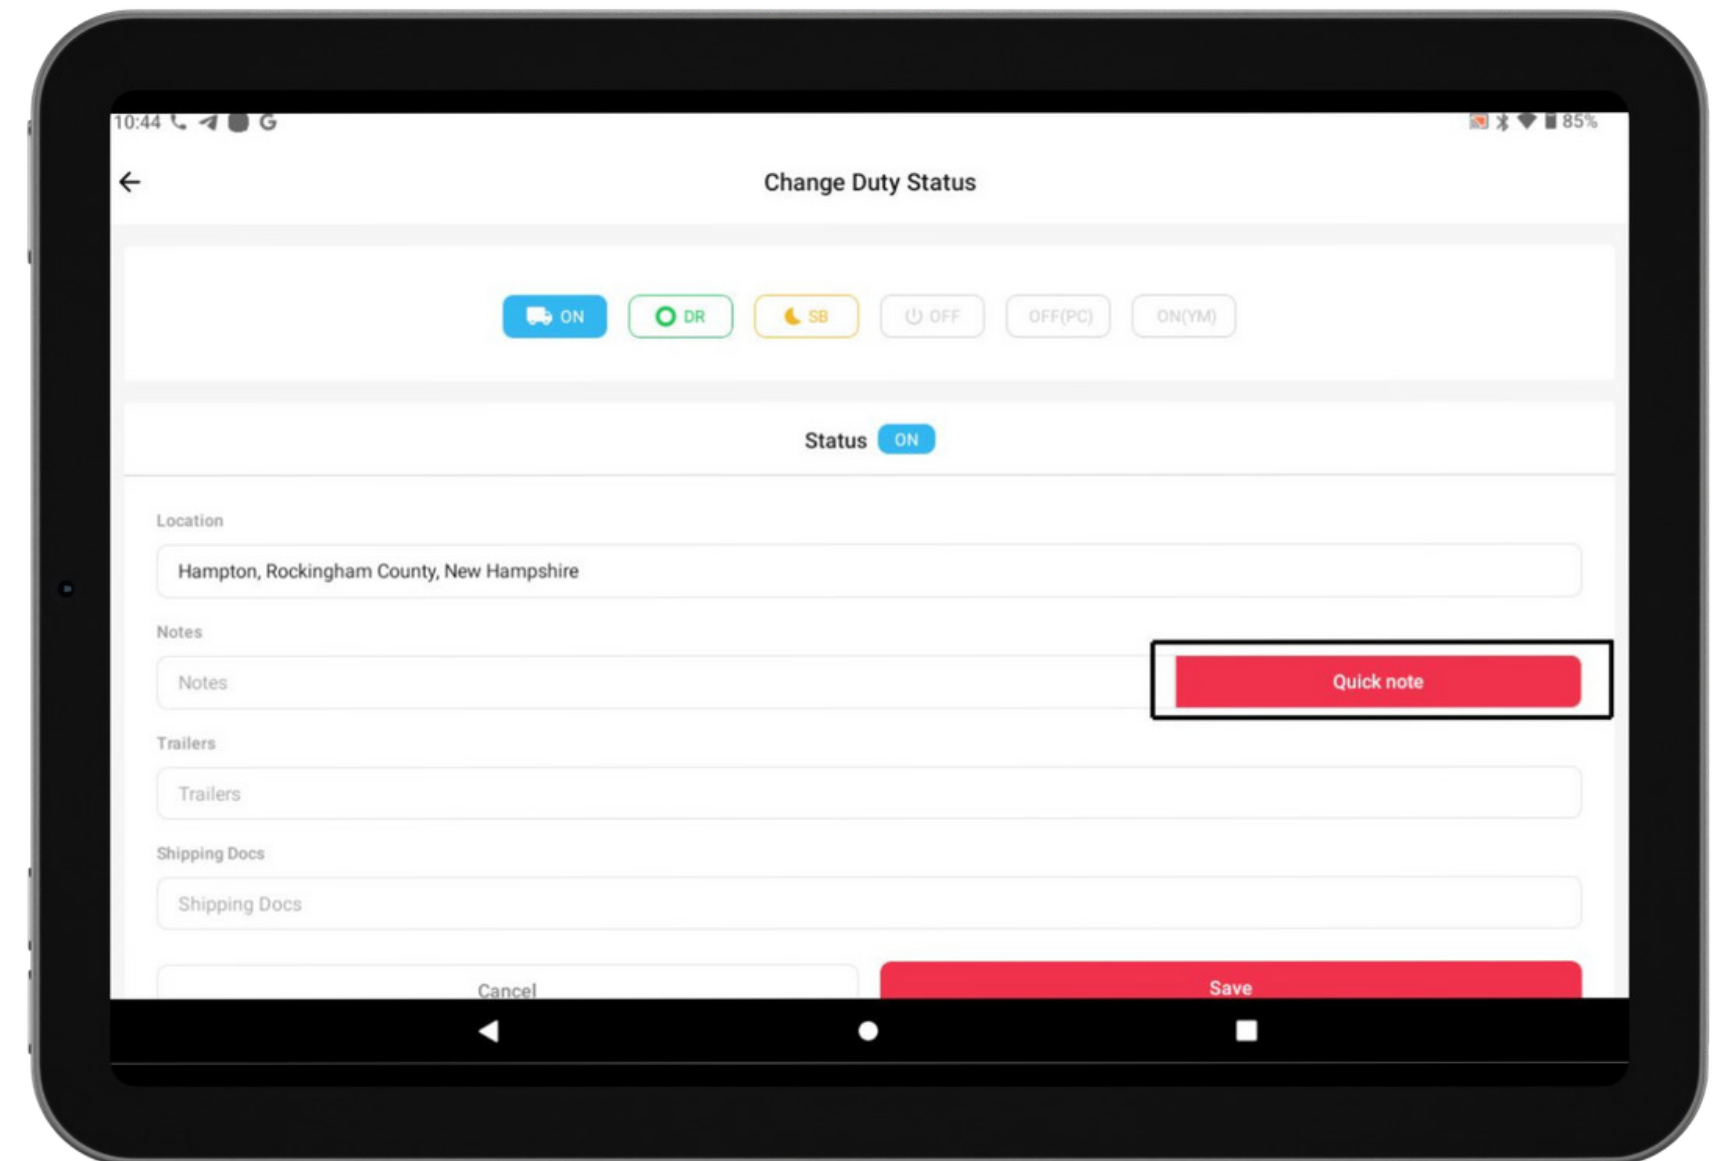 10:44 G 85%
Change Duty Status
ON DR SB OFF OFF(PC) ON(YM)
Status ON
Location
Hampton, Rockingham County, New Hampshire
Notes
Notes Quick note
Trailers
Trailers
Shipping Docs
Shipping Docs
Cancel Save